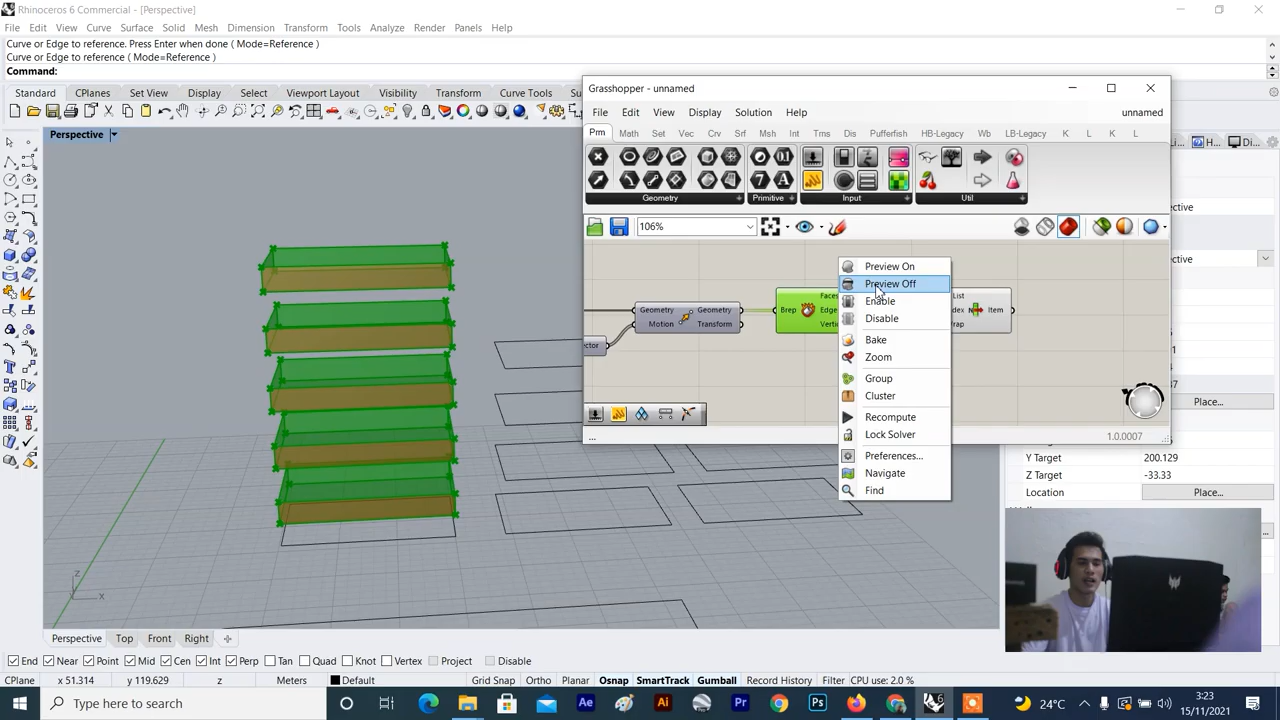 Rhinoceros 6 Commercial - [Perspective]
File Edit View Curve Surface Solid Mesh Dimension Transform Tools Analyze Render Panels Help
Curve or Edge to reference. Press Enter when done ( Mode=Reference )
Curve or Edge to reference ( Mode=Reference )
Command:
Standard CPlanes Set View Display Select Viewport Layout Visibility Transform Curve Tools
Perspective
Grasshopper - unnamed
File Edit View Display Solution Help unnamed
Prm Math Set Vec Crv Srf Msh Int Trns Dis Pufferfish HB-Legacy Wb LB-Legacy K L K L
Geometry Primitive Input Util
106%
Preview On
Preview Off
Enable
Disable
Bake
Zoom
Group
Cluster
Recompute
Lock Solver
Preferences...
Navigate
Find
Geometry Geometry
Motion Transform
Brep
List
Item
...
1.0.0007
Place...
Y Target 200.129
Z Target -33.33
Location Place...
z
x
Perspective Top Front Right
End Near Point Mid Cen Int Perp Tan Quad Knot Vertex Project Disable
CPlane x 51.314 y 119.629 z Meters Default Grid Snap Ortho Planar Osnap SmartTrack Gumball Record History Filter CPU use: 2.0 %
Type here to search
24°C
ENG
3:23
15/11/2021